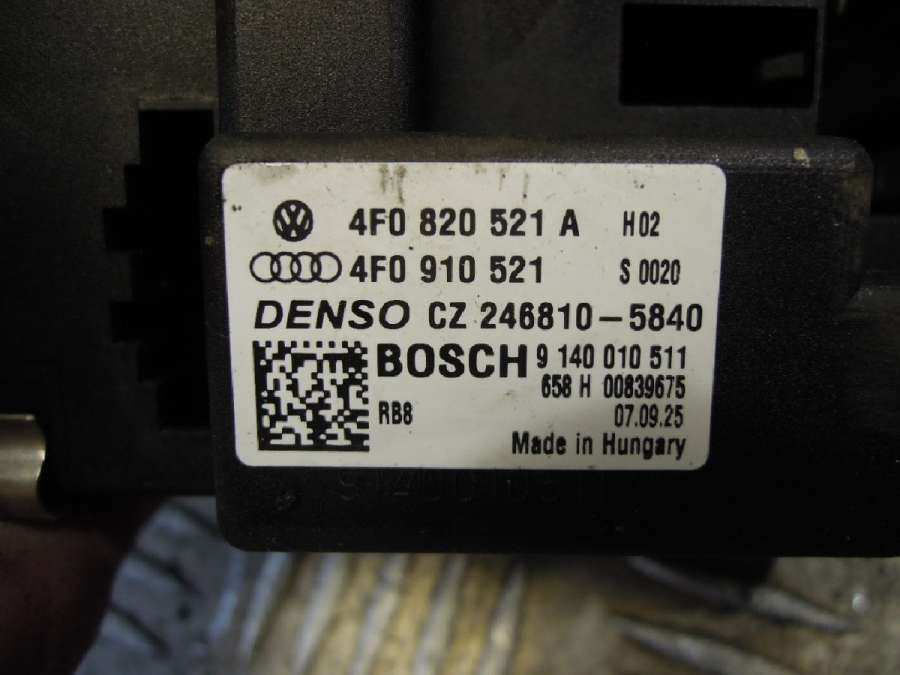 4F0 820 521 A H02
4F0 910 521 S 0020
DENSO CZ 246810-5840
BOSCH 9 140 010 511
658 H 00839675
RB8 07.09.25
Made in Hungary